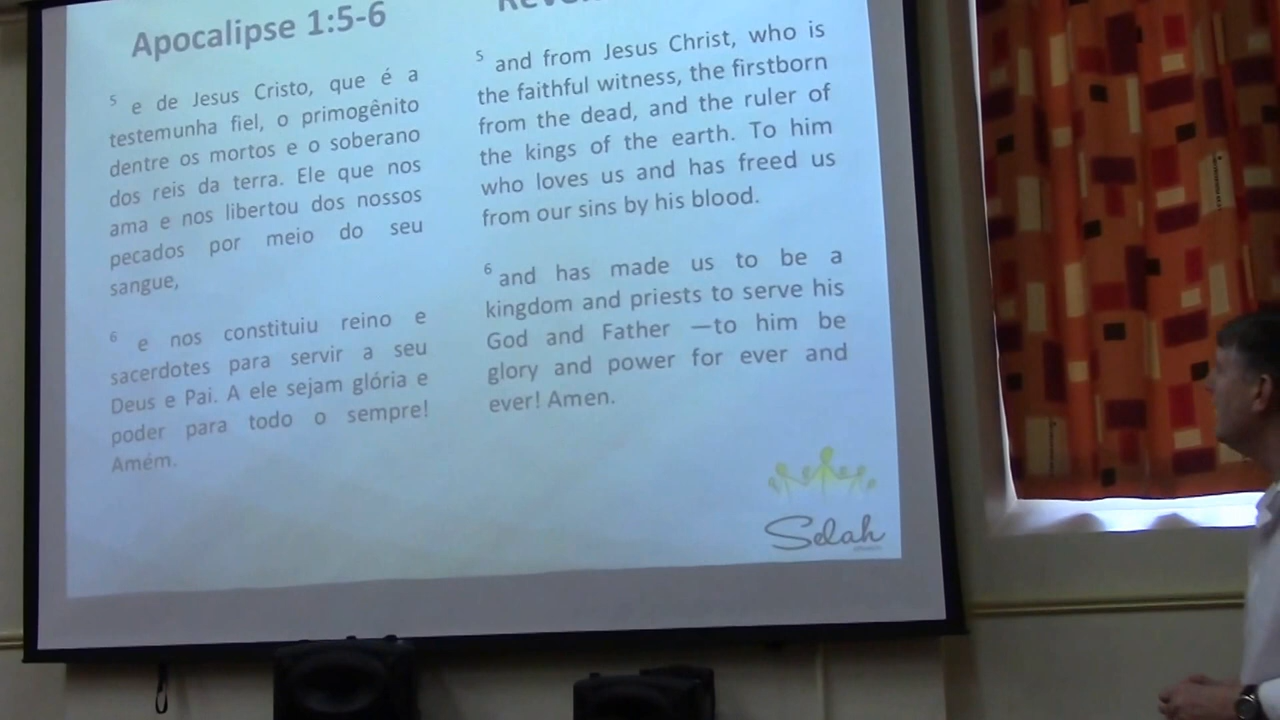 Apocalipse 1:5-6
5 e de Jesus Cristo, que é a
testemunha fiel, o primogênito
dentre os mortos e o soberano
dos reis da terra. Ele que nos
ama e nos libertou dos nossos
pecados por meio do seu
sangue,
6 e nos constituiu reino e
sacerdotes para servir a seu
Deus e Pai. A ele sejam glória e
poder para todo o sempre!
Amém.
5 and from Jesus Christ, who is
the faithful witness, the firstborn
from the dead, and the ruler of
the kings of the earth. To him
who loves us and has freed us
from our sins by his blood.
6 and has made us to be a
kingdom and priests to serve his
God and Father —to him be
glory and power for ever and
ever! Amen.
Selah